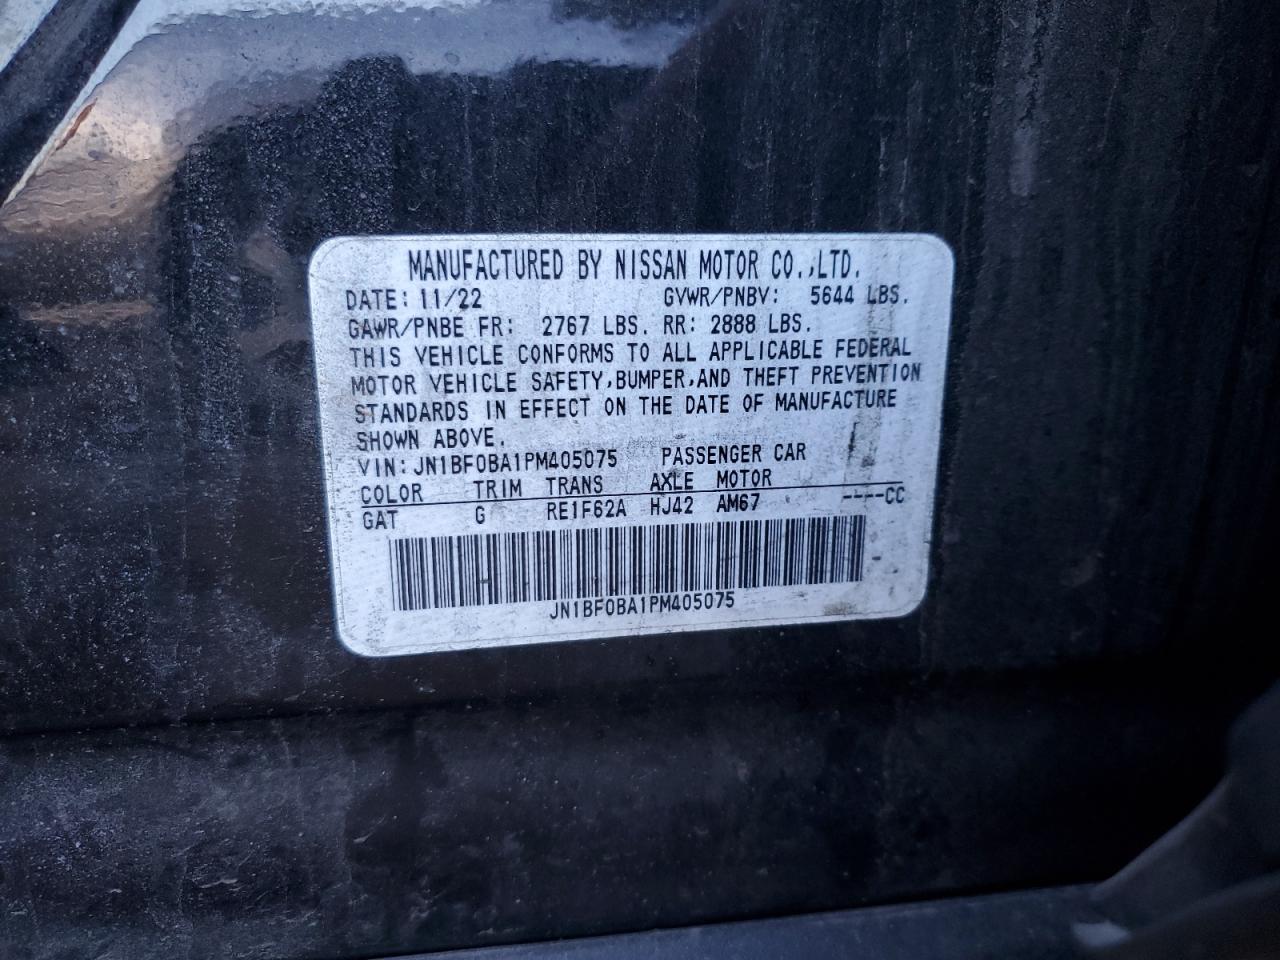 MANUFACTURED BY NISSAN MOTOR CO.,LTD.
DATE: 11/22 GVWR/PNBV: 5644 LBS.
GAWR/PNBE FR: 2767 LBS. RR: 2888 LBS.
THIS VEHICLE CONFORMS TO ALL APPLICABLE FEDERAL
MOTOR VEHICLE SAFETY,BUMPER,AND THEFT PREVENTION
STANDARDS IN EFFECT ON THE DATE OF MANUFACTURE
SHOWN ABOVE.
VIN:JN1BF0BA1PM405075 PASSENGER CAR
COLOR TRIM TRANS AXLE MOTOR
GAT G RE1F62A HJ42 AM67 ----CC
JN1BF0BA1PM405075